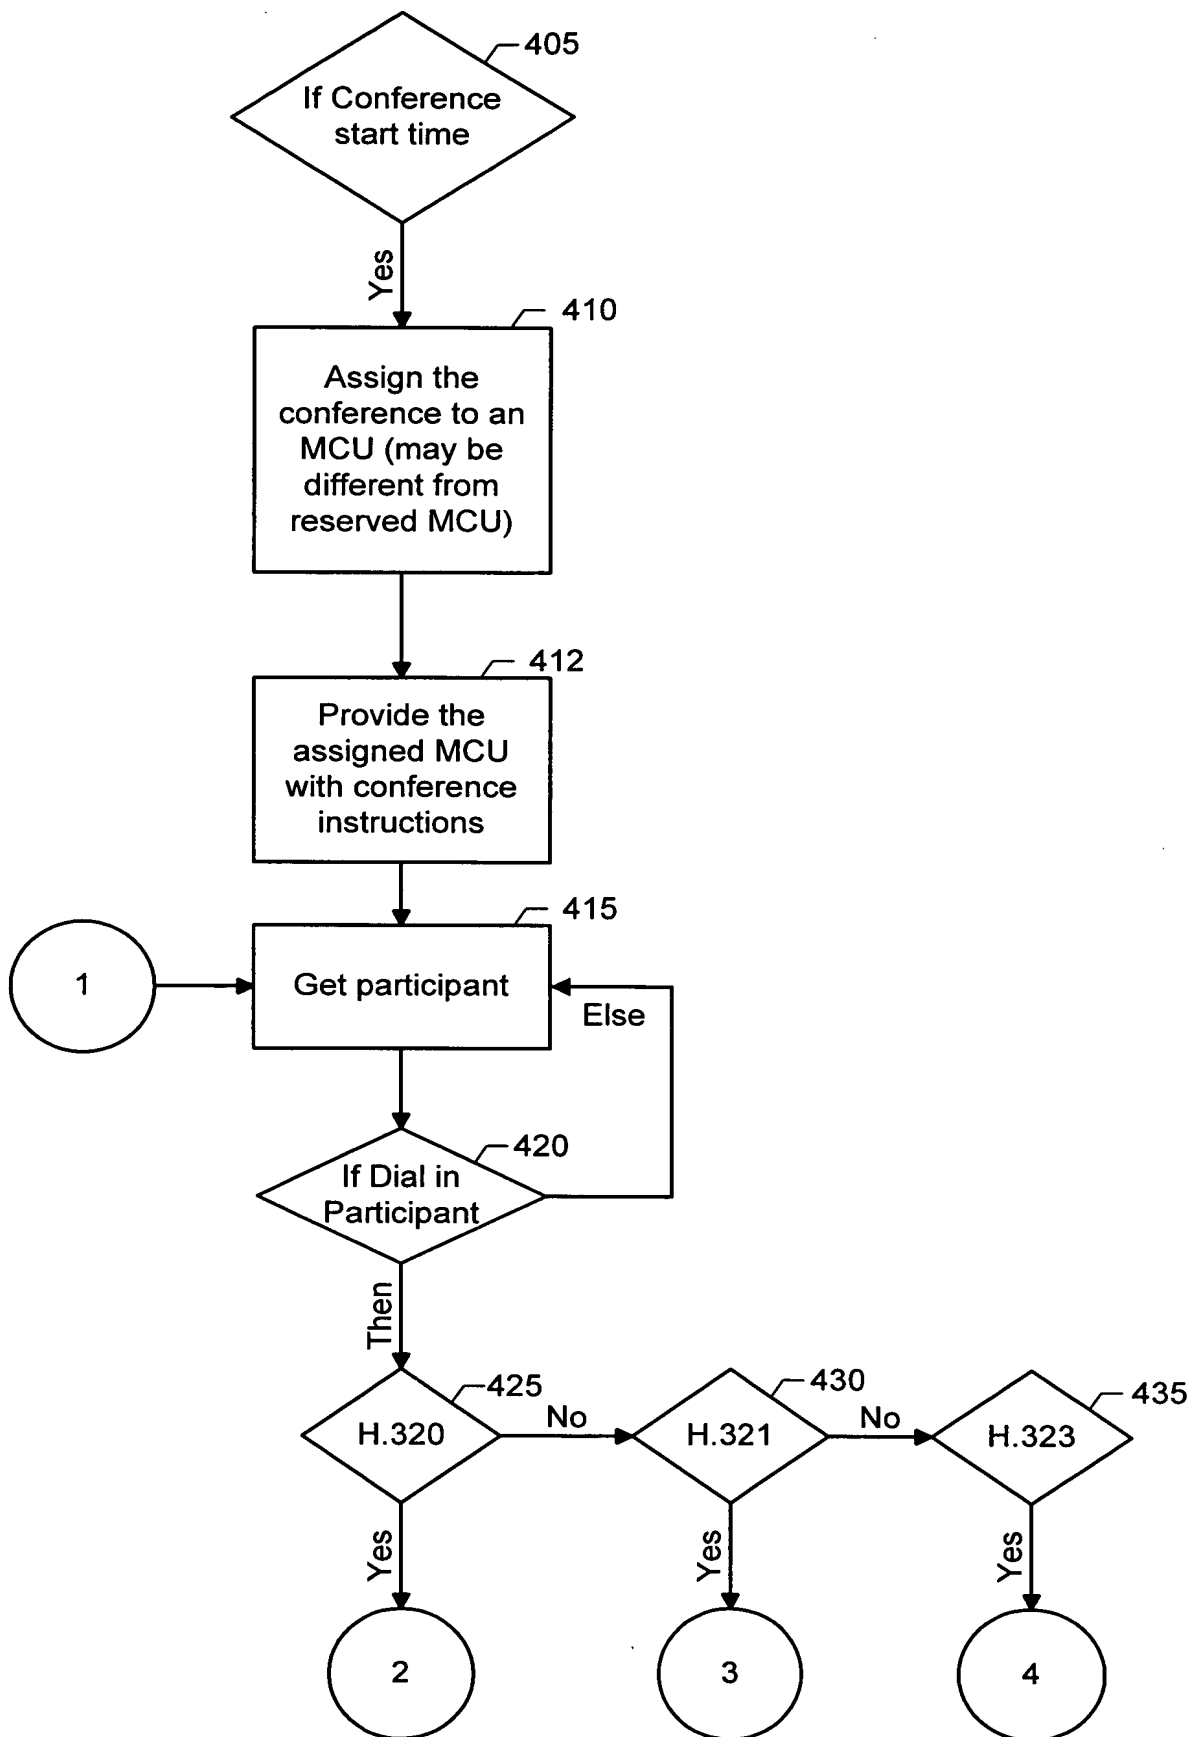 405
If Conference
start time
Yes
410
Assign the
conference to an
MCU (may be
different from
reserved MCU)
412
Provide the
assigned MCU
with conference
instructions
415
1
Get participant
Else
420
If Dial in
Participant
Then
425
430
435
H.320
No
H.321
No
H.323
Yes
Yes
Yes
2
3
4